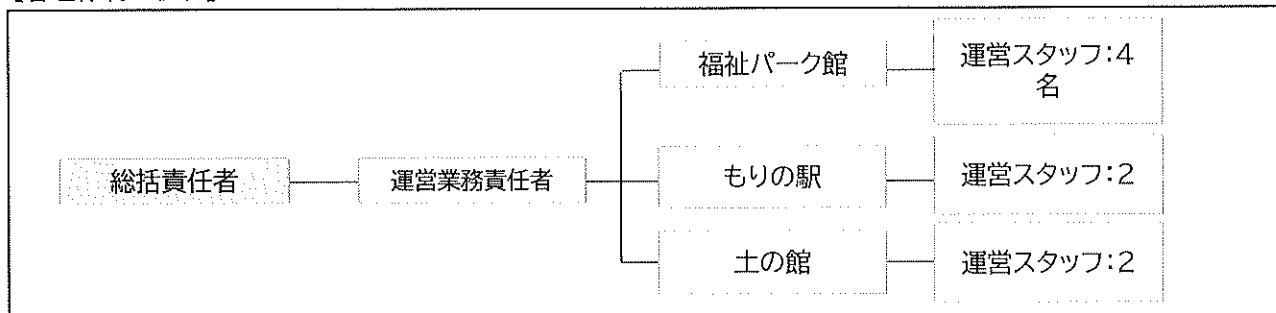 福祉パーク館
運営スタッフ：4
名
総括責任者
運営業務責任者
もりの駅
運営スタッフ：2
土の館
運営スタッフ：2